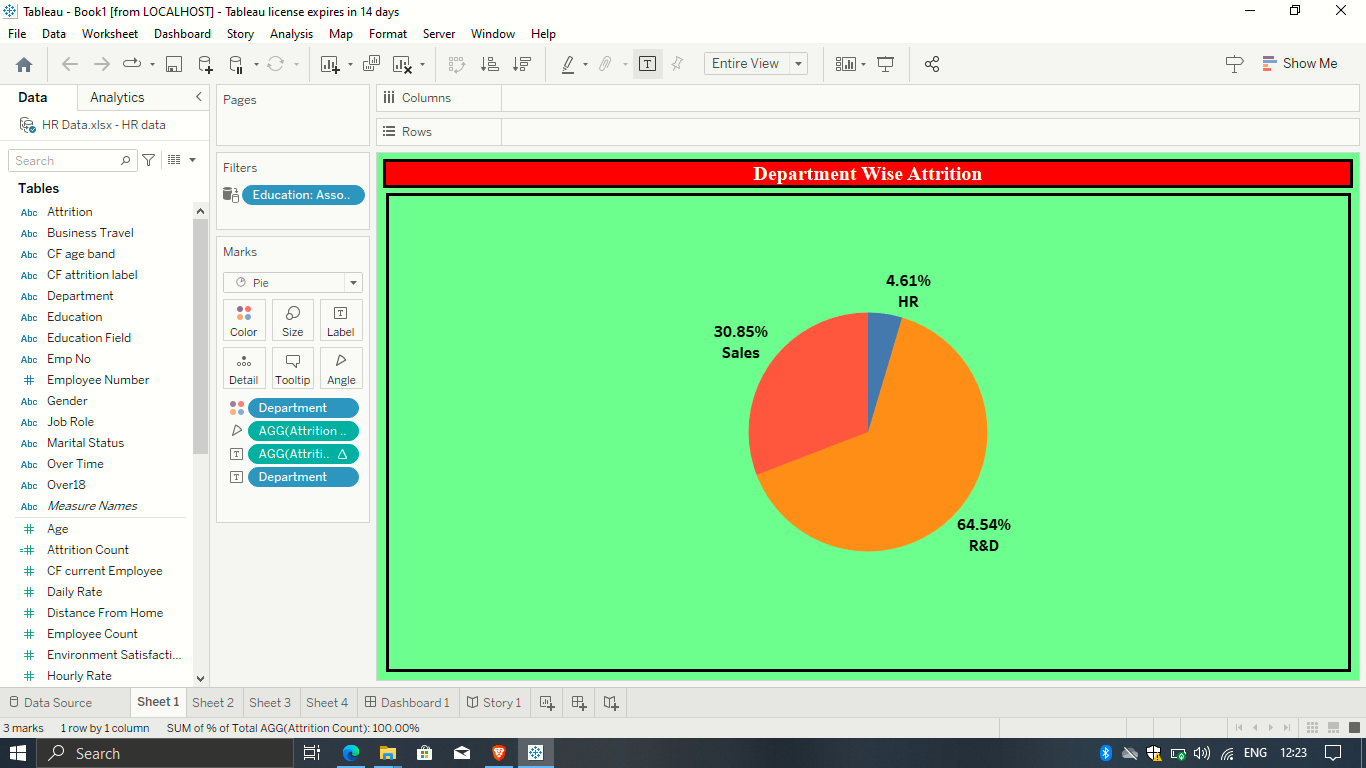 Tableau - Book1 [from LOCALHOST] - Tableau license expires in 14 days
File Data Worksheet Dashboard Story Analysis Map Format Server Window Help
Entire View
Show Me
Data Analytics
HR Data.xlsx - HR data
Search
Tables
Abc Attrition
Abc Business Travel
Abc CF age band
Abc CF attrition label
Abc Department
Abc Education
Abc Education Field
Abc Emp No
# Employee Number
Abc Gender
Abc Job Role
Abc Marital Status
Abc Over Time
Abc Over18
Abc Measure Names
# Age
=# Attrition Count
# CF current Employee
# Daily Rate
# Distance From Home
# Employee Count
# Environment Satisfacti...
# Hourly Rate
Pages
Filters
Education: Asso..
Marks
Pie
Color Size Label
Detail Tooltip Angle
Department
AGG(Attrition ..
AGG(Attriti..
Department
Columns
Rows
Department Wise Attrition
4.61%
HR
30.85%
Sales
64.54%
R&D
Data Source Sheet 1 Sheet 2 Sheet 3 Sheet 4 Dashboard 1 Story 1
3 marks 1 row by 1 column SUM of % of Total AGG(Attrition Count): 100.00%
Search
ENG 12:23